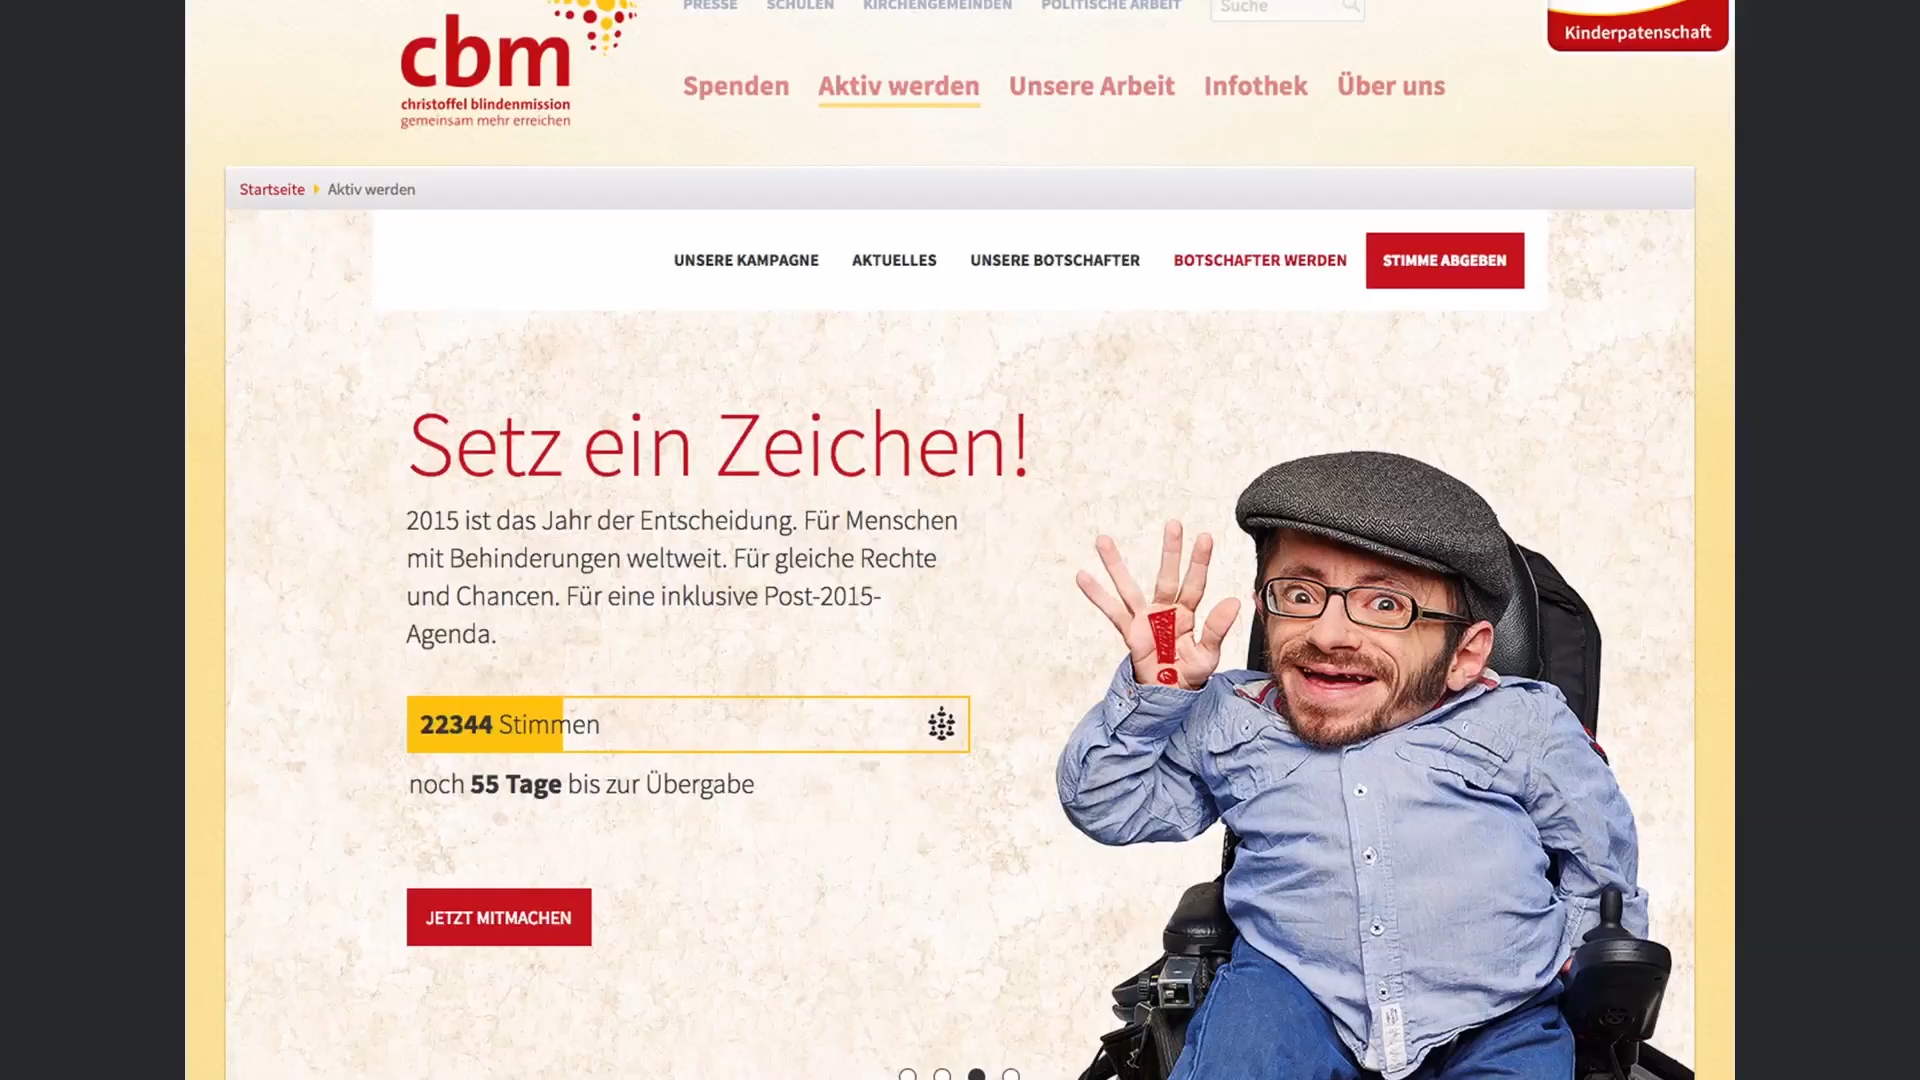 PRESSE SCHULEN KIRCHENGEMEINDEN POLITISCHE ARBEIT Suche
Kinderpatenschaft
cbm
christoffel blindenmission
gemeinsam mehr erreichen
Spenden Aktiv werden Unsere Arbeit Infothek Über uns
Startseite Aktiv werden
UNSERE KAMPAGNE AKTUELLES UNSERE BOTSCHAFTER BOTSCHAFTER WERDEN STIMME ABGEBEN
Setz ein Zeichen!
2015 ist das Jahr der Entscheidung. Für Menschen
mit Behinderungen weltweit. Für gleiche Rechte
und Chancen. Für eine inklusive Post-2015-
Agenda.
22344 Stimmen
noch 55 Tage bis zur Übergabe
JETZT MITMACHEN
!